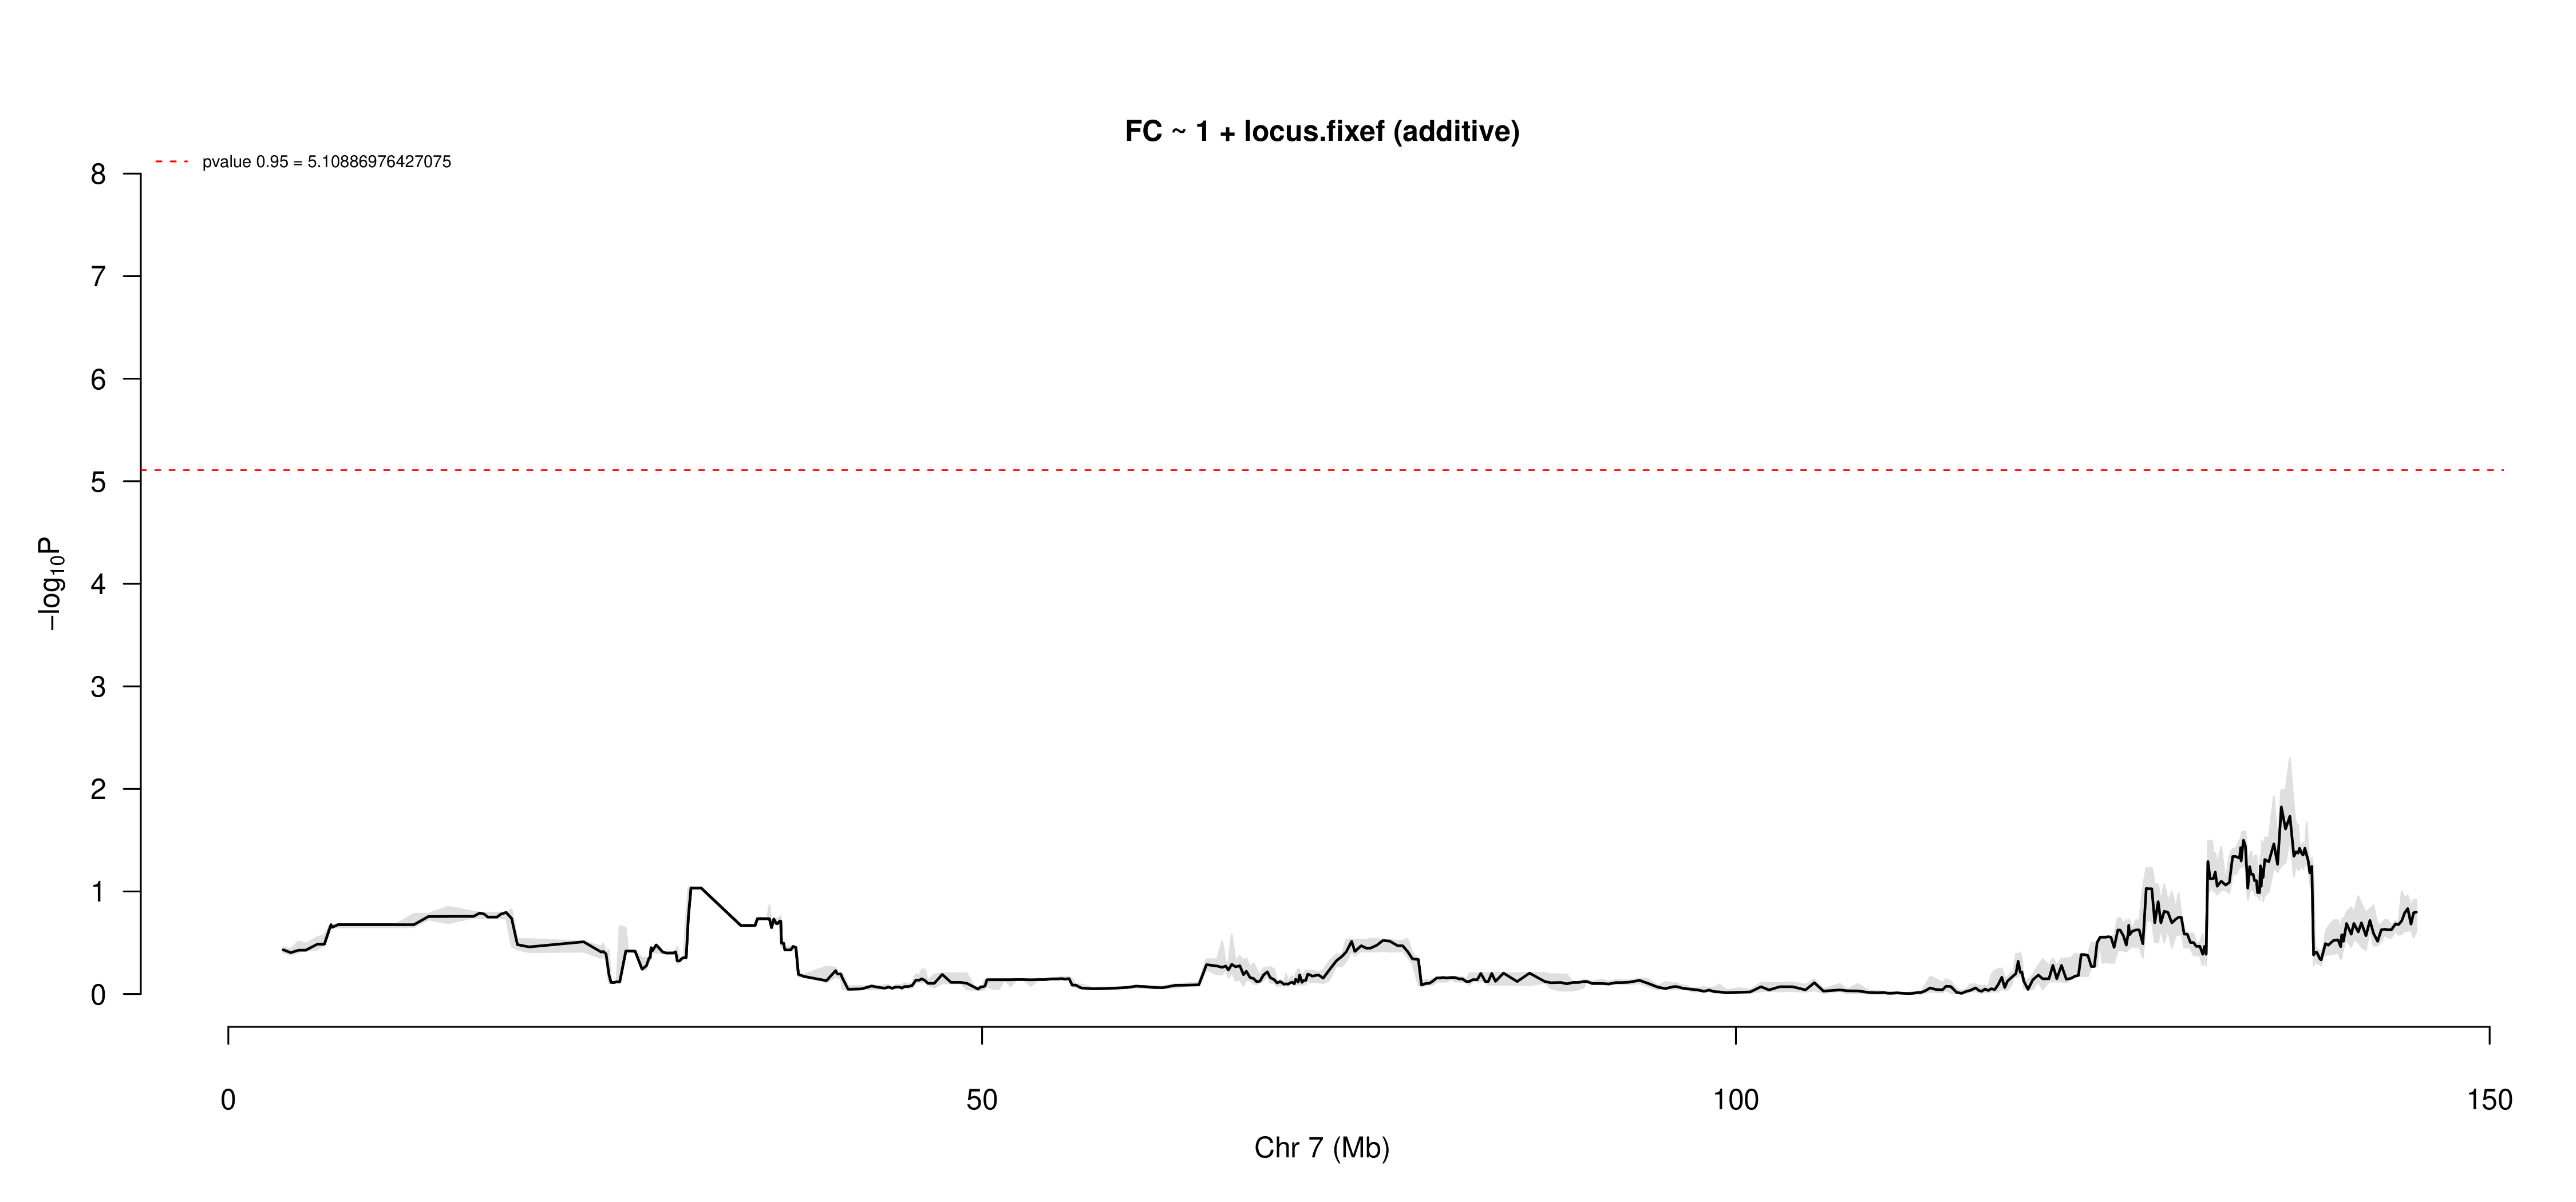 FC ~ 1 + locus.fixef (additive)
pvalue 0.95 = 5.10886976427075
8
7
6
5
4
3
2
1
0
−log10P
0 50 100 150
Chr 7 (Mb)